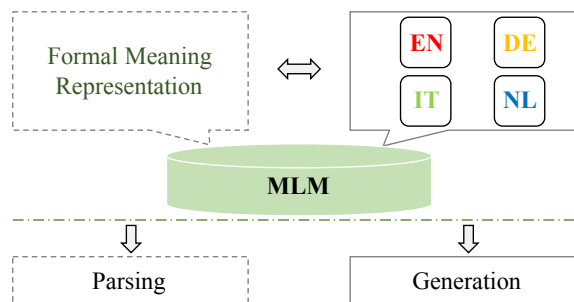 Formal Meaning
Representation
EN DE
IT NL
MLM
Parsing
Generation